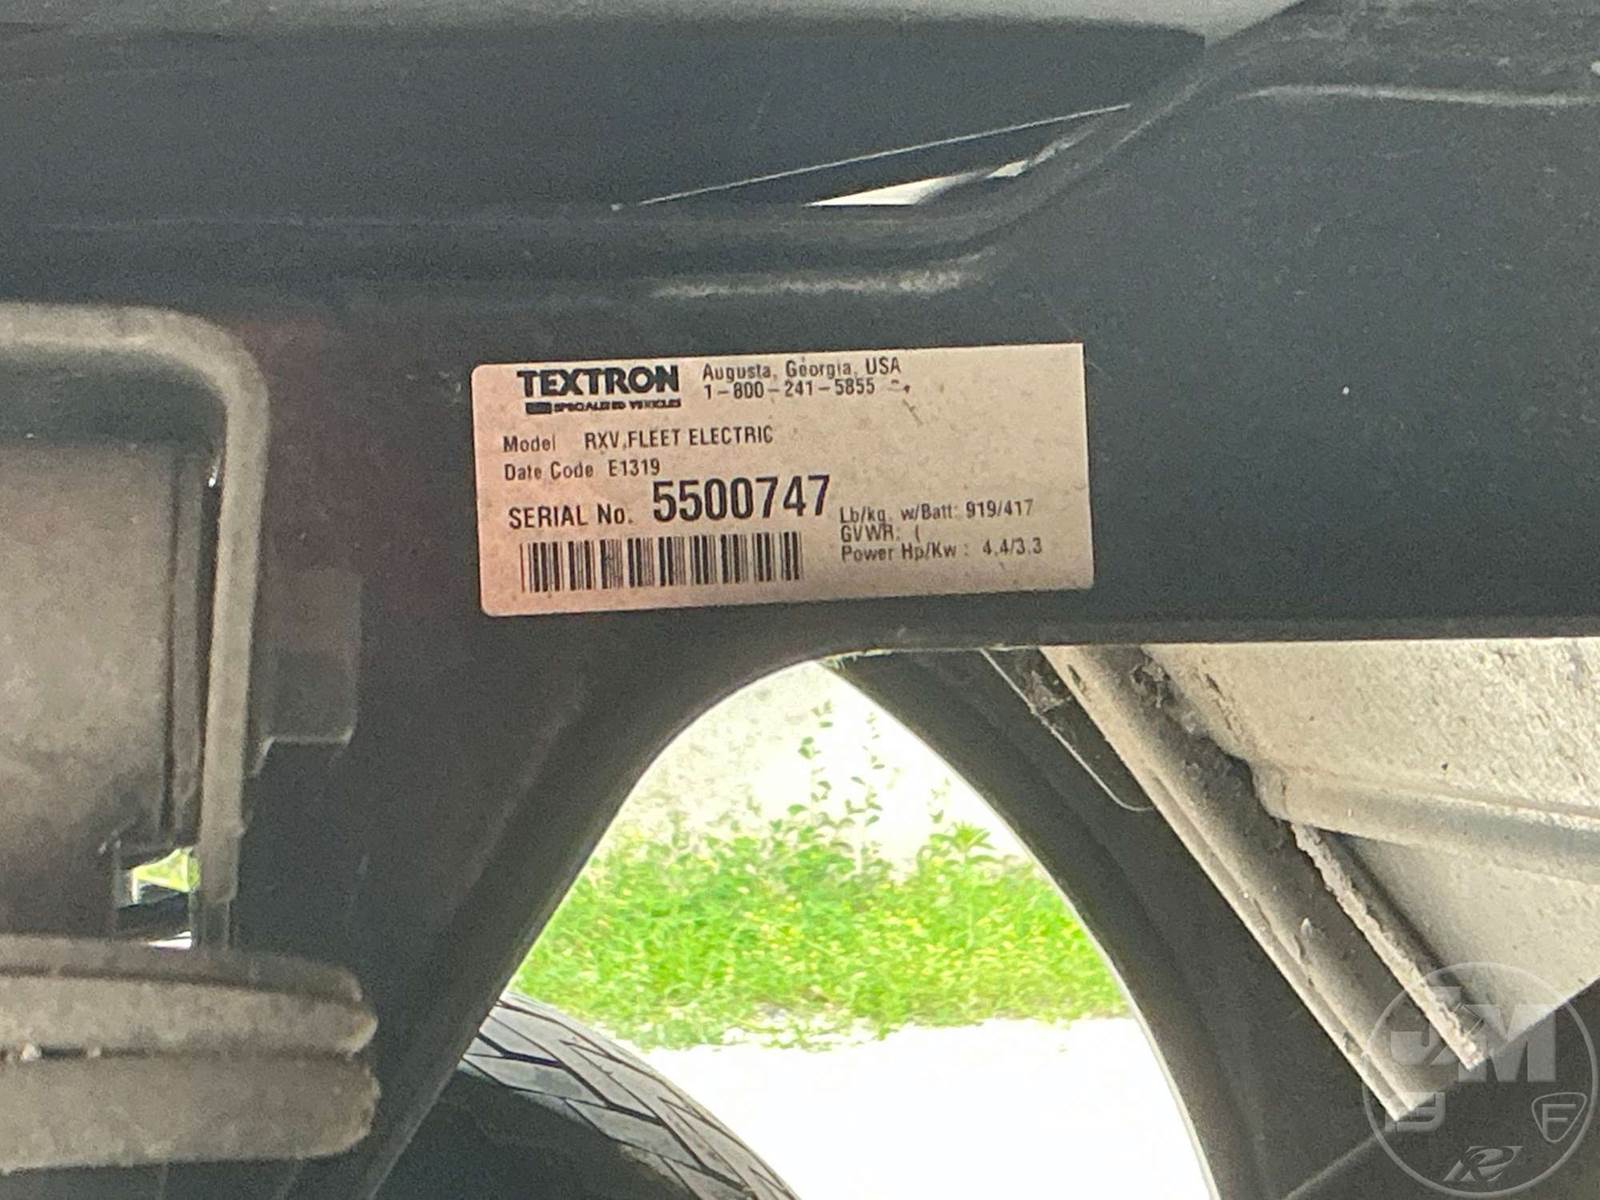 TEXTRON
SPECIALIZED VEHICLES
Augusta, Georgia, USA
1-800-241-5855
Model RXV,FLEET ELECTRIC
Date Code E1319
SERIAL No. 5500747
Lb/kg. w/Batt: 919/417
GVWR: (
Power Hp/Kw : 4.4/3.3
J/M